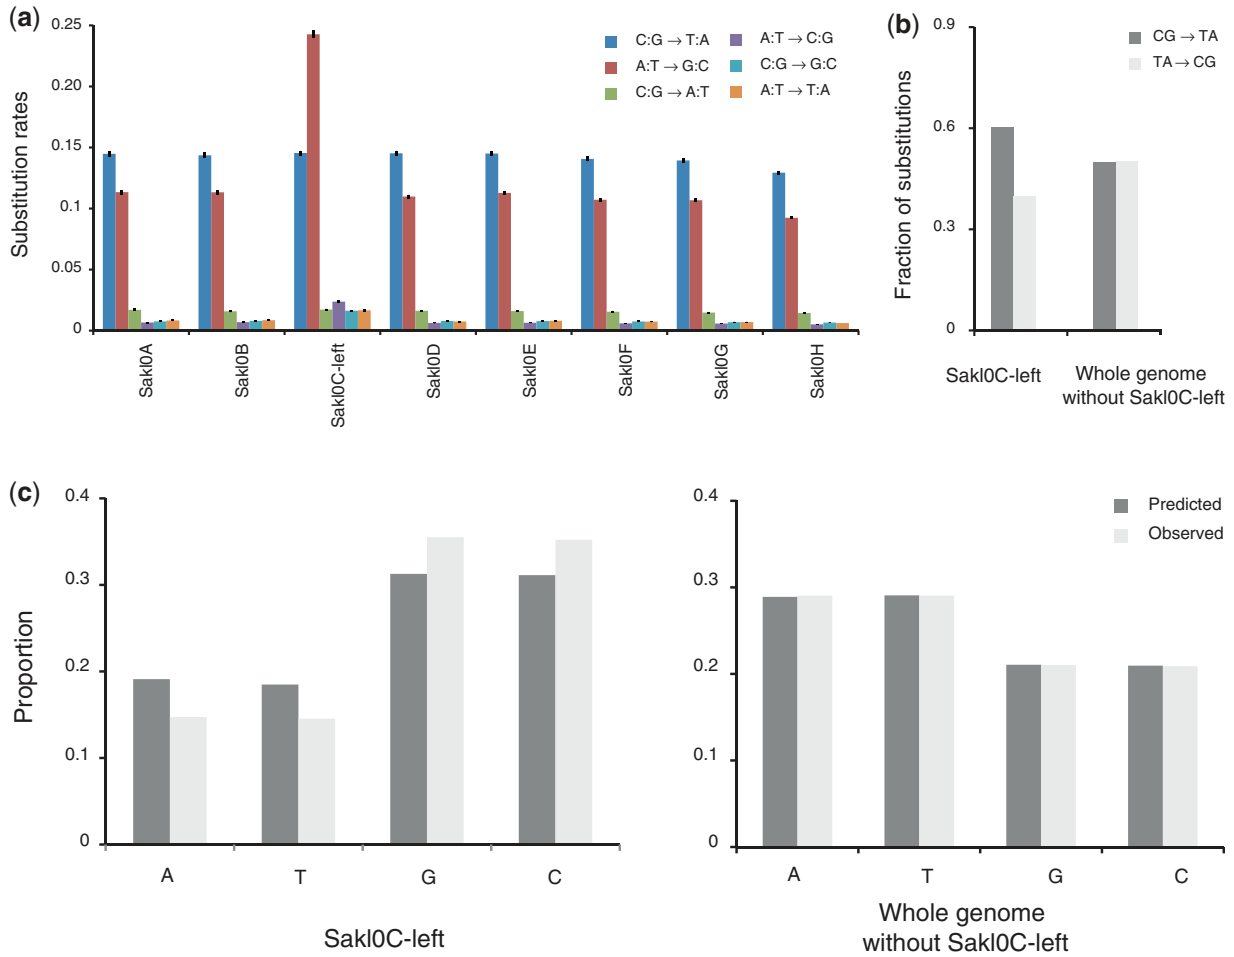 (a)
0.25
0.20
0.15
0.1
0.05
0
Substitution rates
C:G → T:A
A:T → G:C
C:G → A:T
A:T → C:G
C:G → G:C
A:T → T:A
Sakl0A
Sakl0B
Sakl0C-left
Sakl0D
Sakl0E
Sakl0F
Sakl0G
Sakl0H
(b)
0.9
0.6
0.3
0
Fraction of substitutions
CG → TA
TA → CG
Sakl0C-left
Whole genome
without Sakl0C-left
(c)
0.4
0.3
0.2
0.1
0
Proportion
A
T
G
C
Sakl0C-left
0.4
0.3
0.2
0.1
0
Predicted
Observed
A
T
G
C
Whole genome
without Sakl0C-left